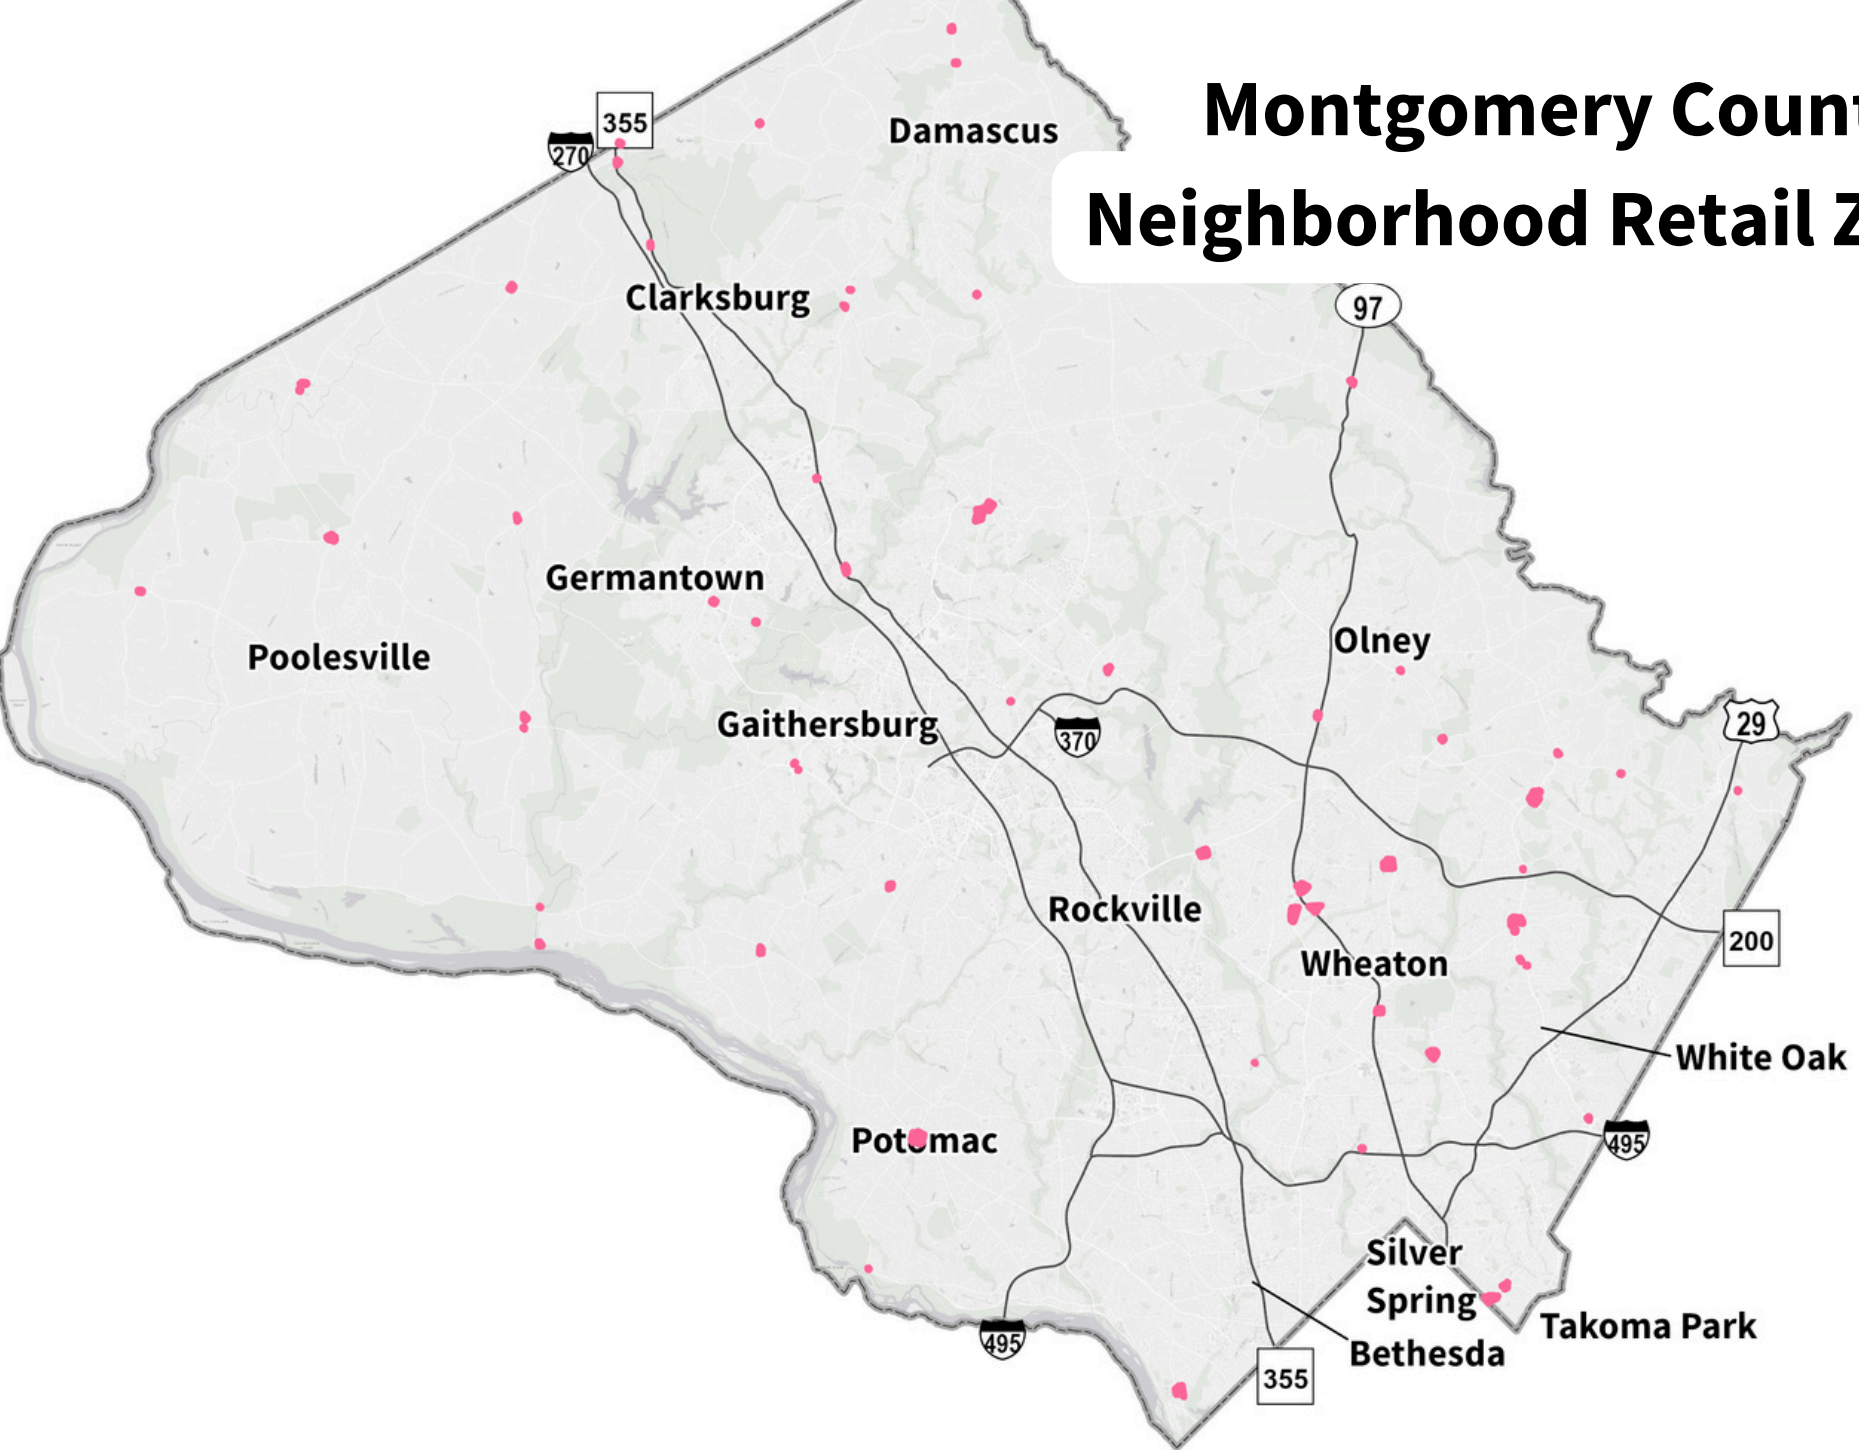 Montgomery Coun
Neighborhood Retail Z
355
270
Damascus
Clarksburg
97
Germantown
Poolesville
Olney
Gaithersburg
370
29
Rockville
Wheaton
200
White Oak
Potomac
495
Silver
Spring
Takoma Park
495
Bethesda
355